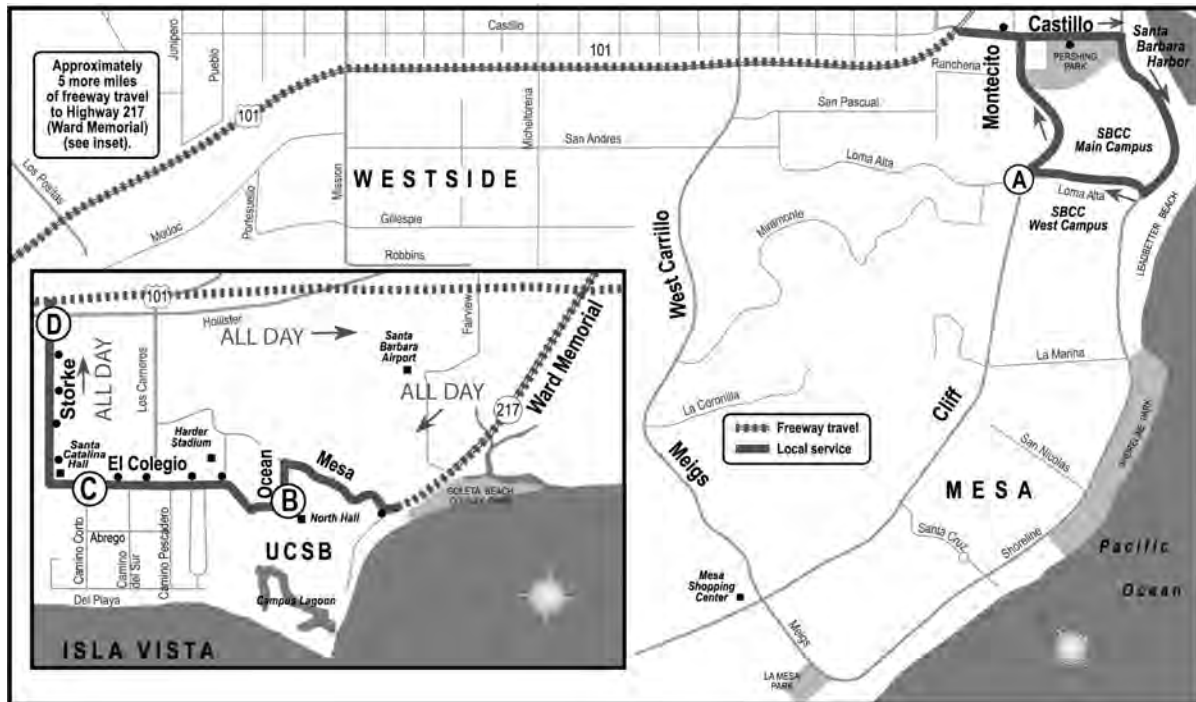 Approximately
5 more miles
of freeway travel
to Highway 217
(Ward Memorial)
(see inset).
Junipero
Pueblo
Castillo
101
101
Castillo
Santa
Barbara
Harbor
PERSHING
PARK
Rancheria
Montecito
San Pascual
Micheltorena
San Andres
SBCC
Main Campus
Loma Alta
A
Loma Alta
SBCC
West Campus
LEADBETTER BEACH
Los Positas
Modoc
Portesuello
Mission
WESTSIDE
Gillespie
Robbins
Miramonte
West Carrillo
La Marina
La Coronilla
Cliff
Freeway travel
Local service
SHORELINE PARK
San Nicolas
Meigs
MESA
Santa Cruz
Shoreline
Pacific
Ocean
Mesa
Shopping
Center
Meigs
LA MESA
PARK
101
D
Hollister
ALL DAY
Fairview
Ward Memorial
Santa
Barbara
Airport
Storke
ALL DAY
Los Carneros
ALL DAY
217
Harder
Stadium
Santa
Catalina
Hall
El Colegio
Ocean
Mesa
C
B
North Hall
GOLETA BEACH
COUNTY PARK
UCSB
Camino Corto
Abrego
Camino
del Sur
Camino Pescadero
Campus Lagoon
Del Playa
ISLA VISTA